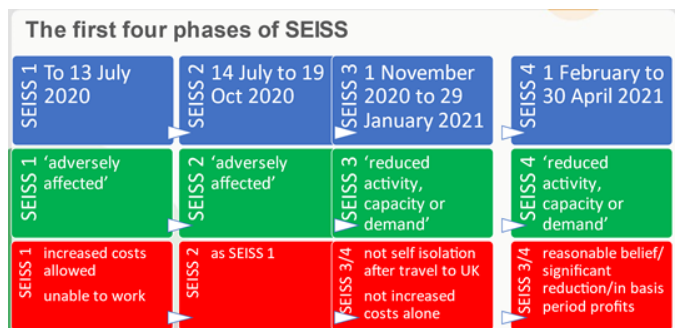 The first four phases of SEISS
SEISS 1
To 13 July
2020
SEISS 2
14 July to 19
Oct 2020
SEISS 3
1 November
2020 to 29
January 2021
SEISS 4
1 February to
30 April 2021
SEISS 1
‘adversely
affected’
SEISS 2
‘adversely
affected’
SEISS 3
‘reduced
activity,
capacity or
demand’
SEISS 4
‘reduced
activity,
capacity or
demand’
SEISS 1
increased costs
allowed
unable to work
SEISS 2
as SEISS 1
SEISS 3/4
not self isolation
after travel to UK
not increased
costs alone
SEISS 3/4
reasonable belief/
significant
reduction/in basis
period profits